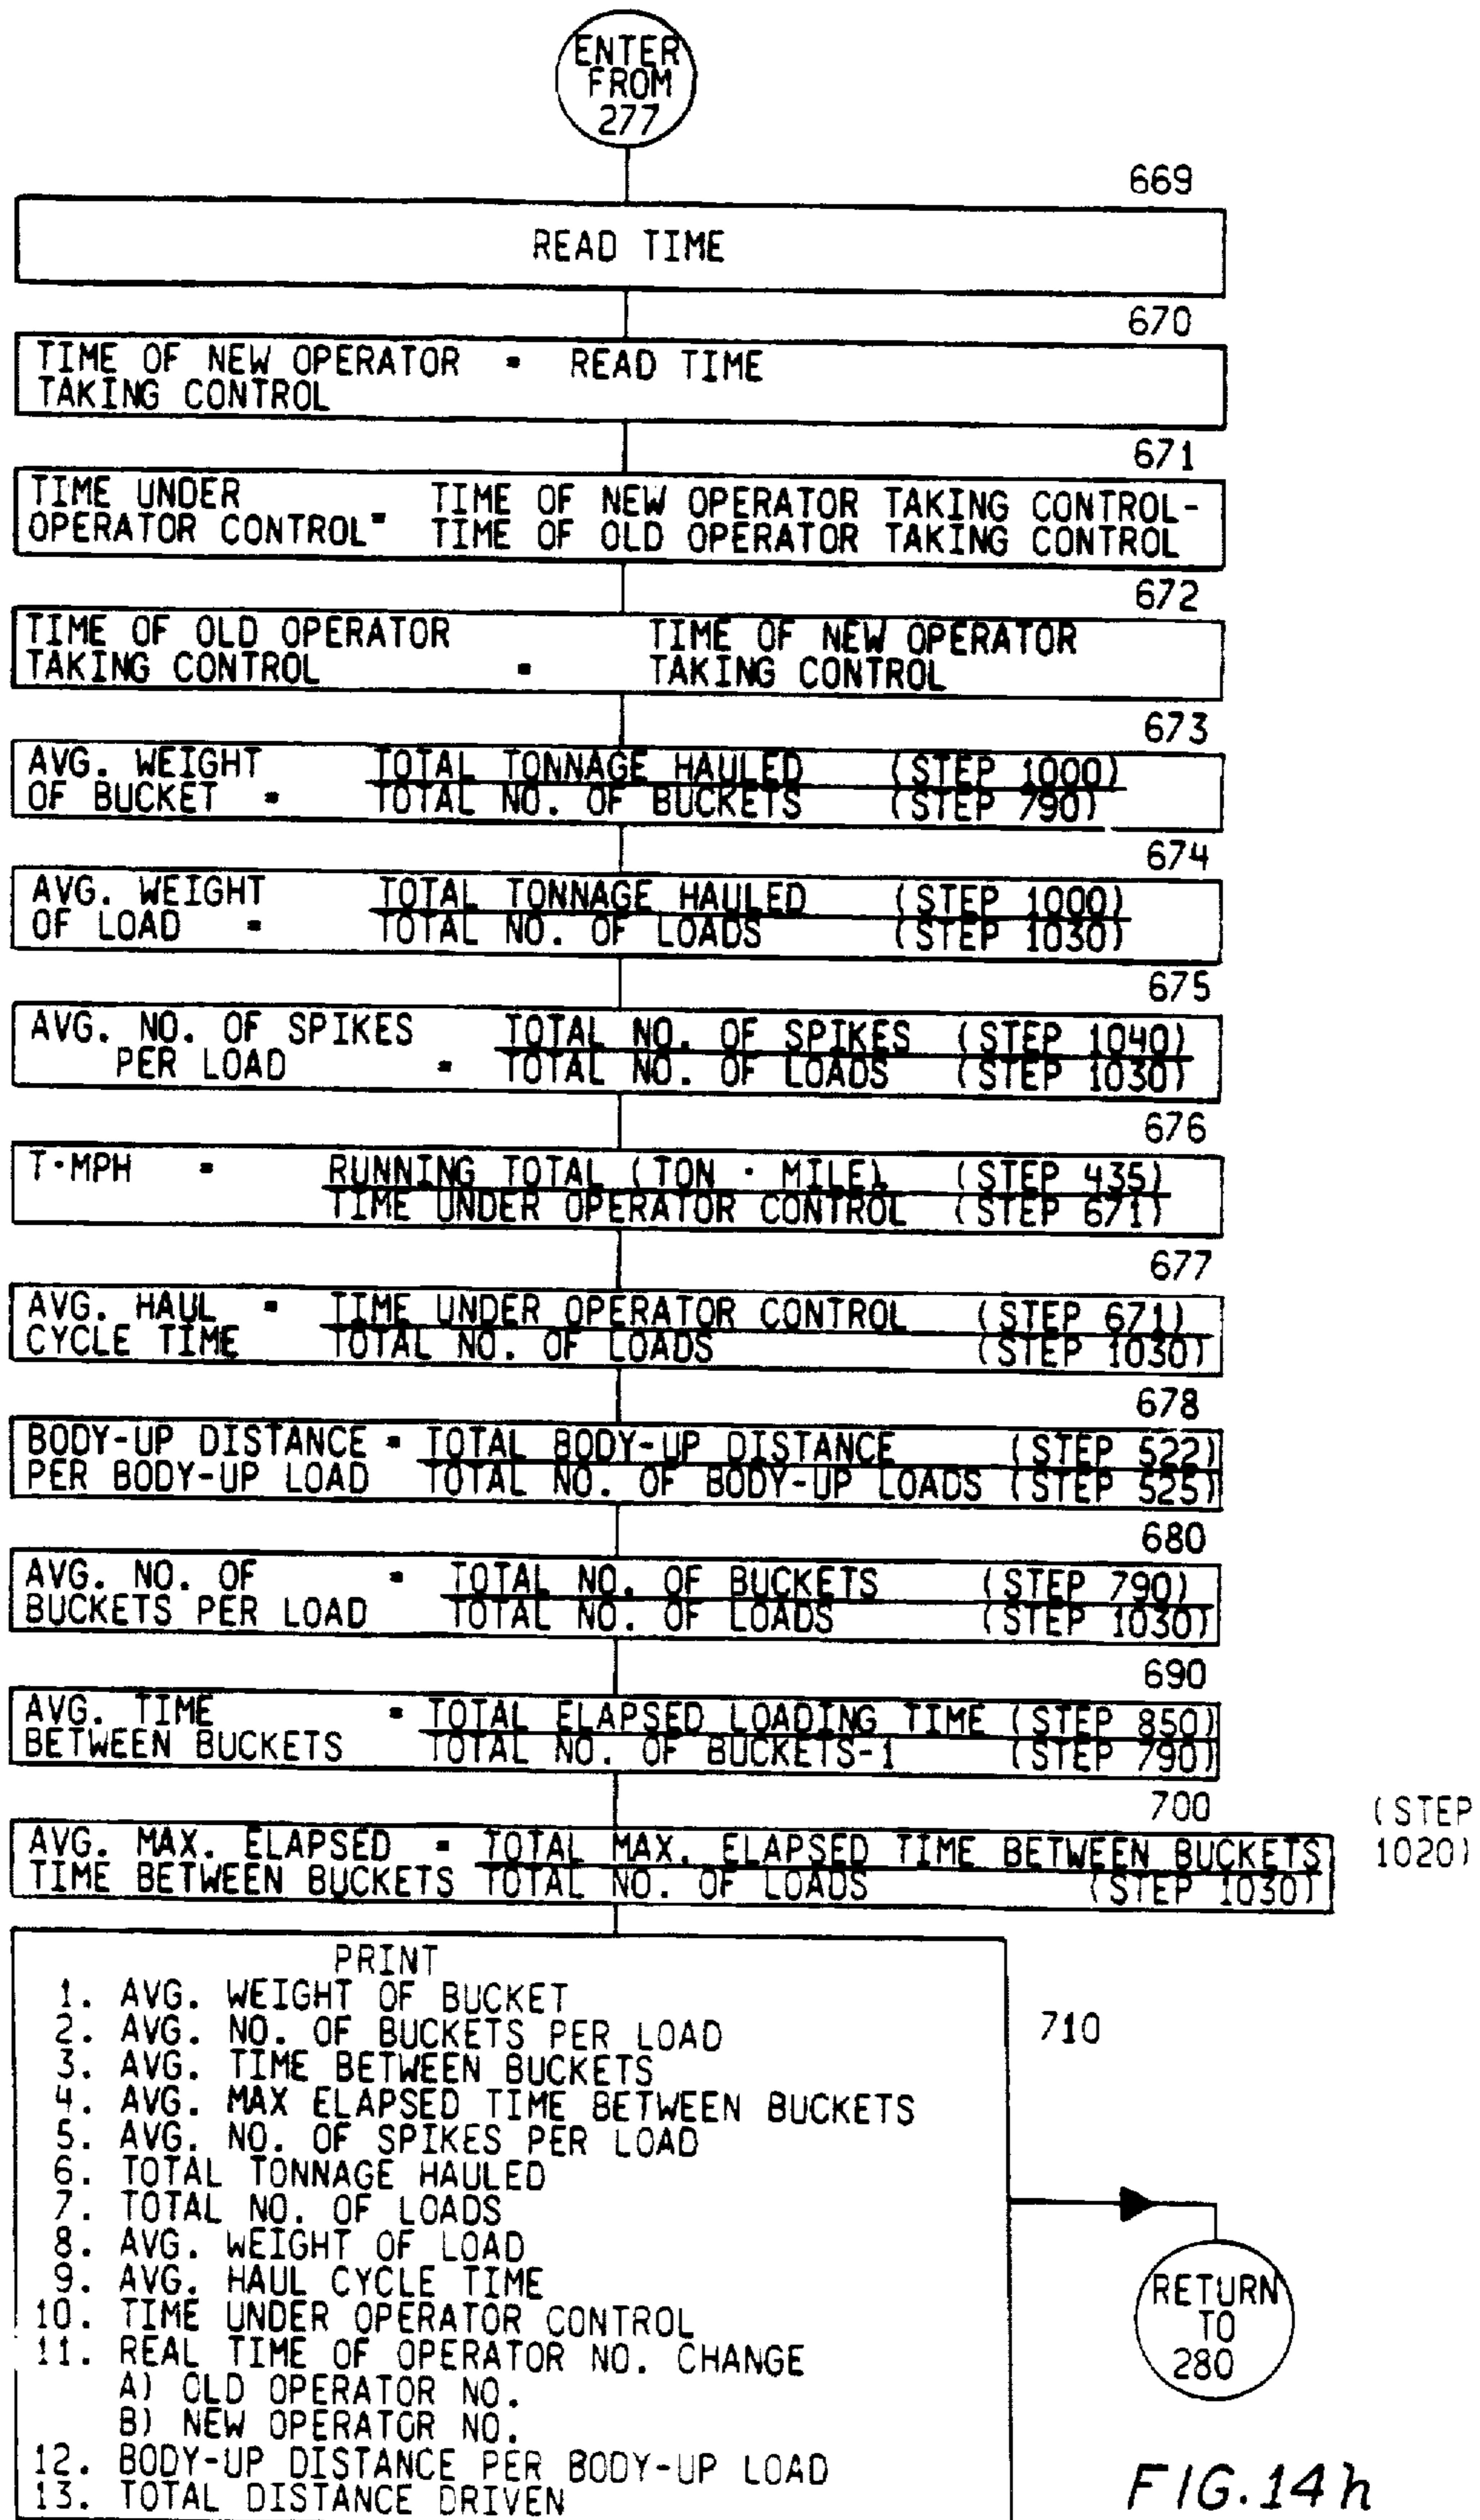 ENTER
FROM
277
669
READ TIME
670
TIME OF NEW OPERATOR = READ TIME
TAKING CONTROL
671
TIME UNDER TIME OF NEW OPERATOR TAKING CONTROL-
OPERATOR CONTROL= TIME OF OLD OPERATOR TAKING CONTROL
672
TIME OF OLD OPERATOR TIME OF NEW OPERATOR
TAKING CONTROL = TAKING CONTROL
673
AVG. WEIGHT TOTAL TONNAGE HAULED (STEP 1000)
OF BUCKET = TOTAL NO. OF BUCKETS (STEP 790)
674
AVG. WEIGHT TOTAL TONNAGE HAULED (STEP 1000)
OF LOAD = TOTAL NO. OF LOADS (STEP 1030)
675
AVG. NO. OF SPIKES TOTAL NO. OF SPIKES (STEP 1040)
PER LOAD = TOTAL NO. OF LOADS (STEP 1030)
676
T·MPH = RUNNING TOTAL (TON · MILE) (STEP 435)
TIME UNDER OPERATOR CONTROL (STEP 671)
677
AVG. HAUL = TIME UNDER OPERATOR CONTROL (STEP 671)
CYCLE TIME TOTAL NO. OF LOADS (STEP 1030)
678
BODY-UP DISTANCE = TOTAL BODY-UP DISTANCE (STEP 522)
PER BODY-UP LOAD TOTAL NO. OF BODY-UP LOADS (STEP 525)
680
AVG. NO. OF = TOTAL NO. OF BUCKETS (STEP 790)
BUCKETS PER LOAD TOTAL NO. OF LOADS (STEP 1030)
690
AVG. TIME = TOTAL ELAPSED LOADING TIME (STEP 850)
BETWEEN BUCKETS TOTAL NO. OF BUCKETS-1 (STEP 790)
700 (STEP
AVG. MAX. ELAPSED = TOTAL MAX. ELAPSED TIME BETWEEN BUCKETS 1020)
TIME BETWEEN BUCKETS TOTAL NO. OF LOADS (STEP 1030)
PRINT
1. AVG. WEIGHT OF BUCKET
2. AVG. NO. OF BUCKETS PER LOAD
710
3. AVG. TIME BETWEEN BUCKETS
4. AVG. MAX ELAPSED TIME BETWEEN BUCKETS
5. AVG. NO. OF SPIKES PER LOAD
6. TOTAL TONNAGE HAULED
7. TOTAL NO. OF LOADS
8. AVG. WEIGHT OF LOAD
9. AVG. HAUL CYCLE TIME
10. TIME UNDER OPERATOR CONTROL
11. REAL TIME OF OPERATOR NO. CHANGE
A) OLD OPERATOR NO.
B) NEW OPERATOR NO.
12. BODY-UP DISTANCE PER BODY-UP LOAD
13. TOTAL DISTANCE DRIVEN
RETURN
TO
280
FIG.14h